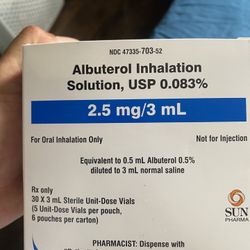 NDC 47335-703-52
Albuterol Inhalation
Solution, USP 0.083%
2.5 mg/3 mL
For Oral Inhalation Only
Not for Injection
Equivalent to 0.5 mL Albuterol 0.5%
diluted to 3 mL normal saline
Rx only
30 X 3 mL Sterile Unit-Dose Vials
(5 Unit-Dose Vials per pouch,
6 pouches per carton)
SUN
PHARMA
PHARMACIST: Dispense with